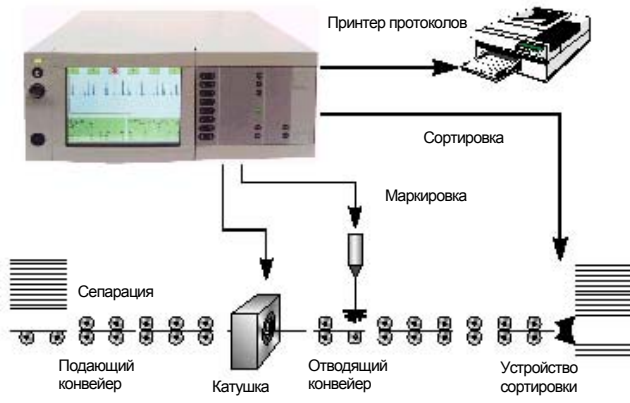 Принтер протоколов
Сортировка
Маркировка
Сепарация
Подающий
конвейер
Катушка
Отводящий
конвейер
Устройство
сортировки